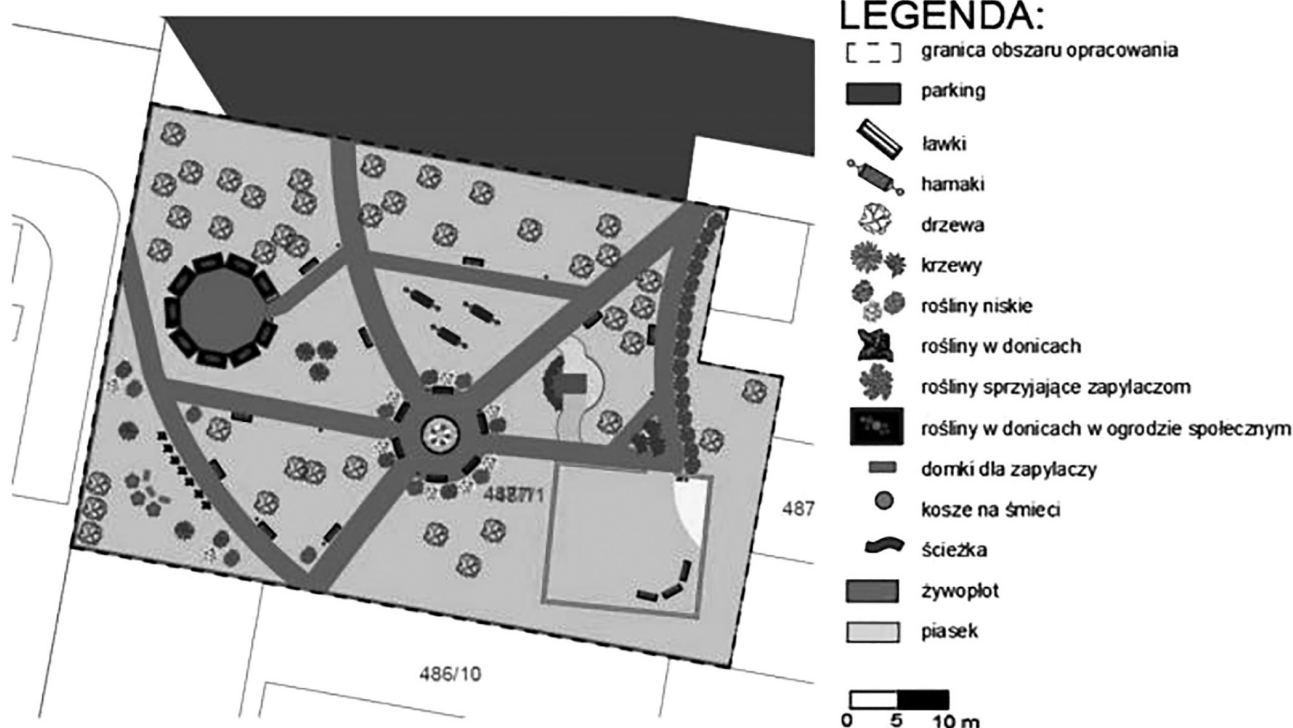 LEGENDA:
granica obszaru opracowania
parking
ławki
hamaki
drzewa
krzewy
rośliny niskie
rośliny w donicach
rośliny sprzyjające zapylaczom
rośliny w donicach w ogrodzie społecznym
domki dla zapylaczy
kosze na śmieci
ścieżka
żywopłot
piasek
0 5 10 m
487
486/10